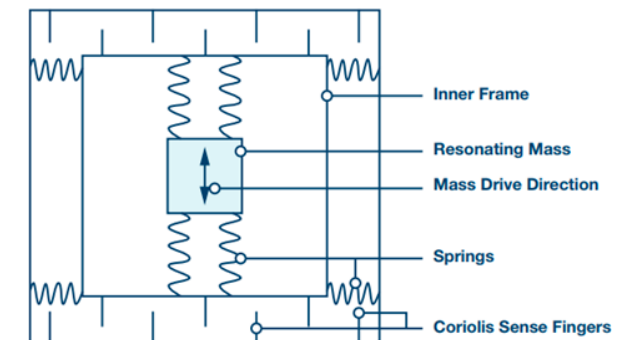 Inner Frame
Resonating Mass
Mass Drive Direction
Springs
Coriolis Sense Fingers